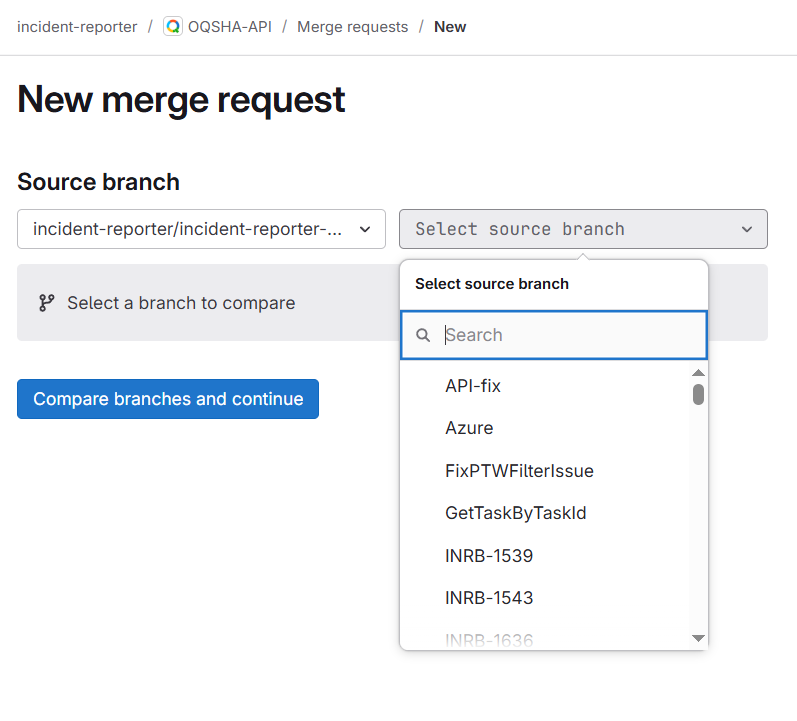 incident-reporter / OQSHA-API / Merge requests / New
New merge request
Source branch
incident-reporter/incident-reporter-... Select source branch
Select a branch to compare
Select source branch
Search
Compare branches and continue
API-fix
Azure
FixPTWFilterIssue
GetTaskByTaskId
INRB-1539
INRB-1543
INRB-1636